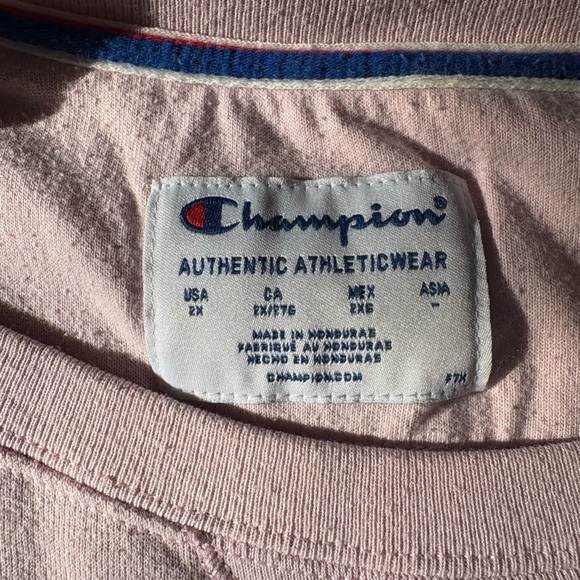 Champion®
AUTHENTIC ATHLETICWEAR
USA CA MEX ASIA
2X 2X/2TG 2XG –
MADE IN HONDURAS
FABRIQUE AU HONDURAS
HECHO EN HONDURAS
CHAMPION.COM